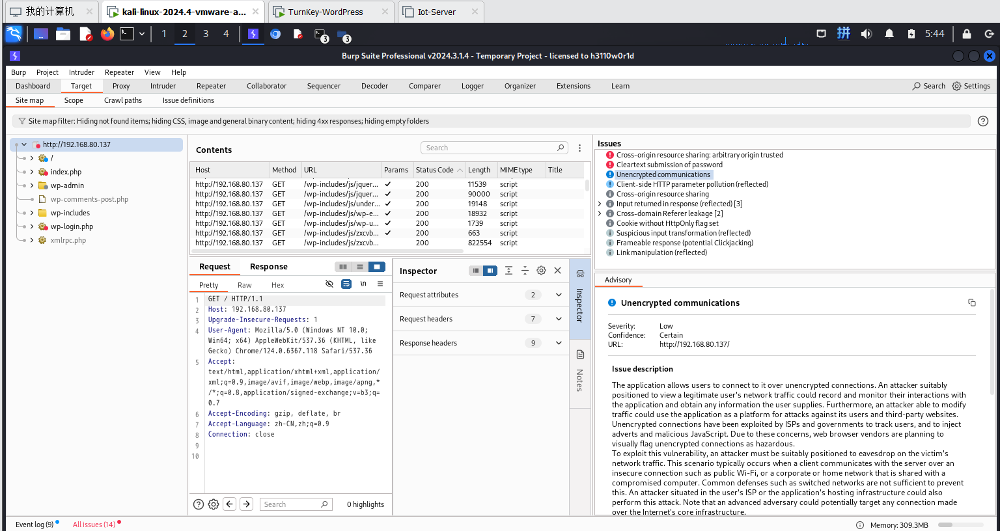 我的计算机
kali-linux-2024.4-vmware-a...
TurnKey-WordPress
Iot-Server
1 2 3 4
3
3
拼
5:44
Burp Suite Professional v2024.3.1.4 - Temporary Project - licensed to h3110w0r1d
Burp Project Intruder Repeater View Help
Dashboard Target Proxy Intruder Repeater Collaborator Sequencer Decoder Comparer Logger Organizer Extensions Learn Search Settings
Site map Scope Crawl paths Issue definitions
Site map filter: Hiding not found items; hiding CSS, image and general binary content; hiding 4xx responses; hiding empty folders
http://192.168.80.137
/
index.php
wp-admin
wp-comments-post.php
wp-includes
wp-login.php
xmlrpc.php
Contents
Search
Host Method URL Params Status Code Length MIME type Title
http://192.168.80.137 GET /wp-includes/js/jquer... ✓ 200 11539 script
http://192.168.80.137 GET /wp-includes/js/jquer... ✓ 200 90000 script
http://192.168.80.137 GET /wp-includes/js/under... ✓ 200 19148 script
http://192.168.80.137 GET /wp-includes/js/wp-e... ✓ 200 18932 script
http://192.168.80.137 GET /wp-includes/js/wp-u... ✓ 200 1739 script
http://192.168.80.137 GET /wp-includes/js/zxcvb... ✓ 200 663 script
http://192.168.80.137 GET /wp-includes/js/zxcvb... 200 822554 script
Request Response
Pretty Raw Hex \n
1 GET / HTTP/1.1
2 Host: 192.168.80.137
3 Upgrade-Insecure-Requests: 1
4 User-Agent: Mozilla/5.0 (Windows NT 10.0;
Win64; x64) AppleWebKit/537.36 (KHTML, like
Gecko) Chrome/124.0.6367.118 Safari/537.36
5 Accept:
text/html,application/xhtml+xml,application/
xml;q=0.9,image/avif,image/webp,image/apng,*
/*;q=0.8,application/signed-exchange;v=b3;q=
0.7
6 Accept-Encoding: gzip, deflate, br
7 Accept-Language: zh-CN,zh;q=0.9
8 Connection: close
9
10
Search
0 highlights
Inspector
Request attributes 2
Request headers 7
Response headers 9
Inspector
Notes
Issues
Cross-origin resource sharing: arbitrary origin trusted
Cleartext submission of password
Unencrypted communications
Client-side HTTP parameter pollution (reflected)
Cross-origin resource sharing
Input returned in response (reflected) [3]
Cross-domain Referer leakage [2]
Cookie without HttpOnly flag set
Suspicious input transformation (reflected)
Frameable response (potential Clickjacking)
Link manipulation (reflected)
Advisory
Unencrypted communications
Severity: Low
Confidence: Certain
URL: http://192.168.80.137/
Issue description
The application allows users to connect to it over unencrypted connections. An attacker suitably
positioned to view a legitimate user's network traffic could record and monitor their interactions with
the application and obtain any information the user supplies. Furthermore, an attacker able to modify
traffic could use the application as a platform for attacks against its users and third-party websites.
Unencrypted connections have been exploited by ISPs and governments to track users, and to inject
adverts and malicious JavaScript. Due to these concerns, web browser vendors are planning to
visually flag unencrypted connections as hazardous.
To exploit this vulnerability, an attacker must be suitably positioned to eavesdrop on the victim's
network traffic. This scenario typically occurs when a client communicates with the server over an
insecure connection such as public Wi-Fi, or a corporate or home network that is shared with a
compromised computer. Common defenses such as switched networks are not sufficient to prevent
this. An attacker situated in the user's ISP or the application's hosting infrastructure could also
perform this attack. Note that an advanced adversary could potentially target any connection made
over the Internet's core infrastructure.
Event log (9) All issues (14)
Memory: 309.3MB